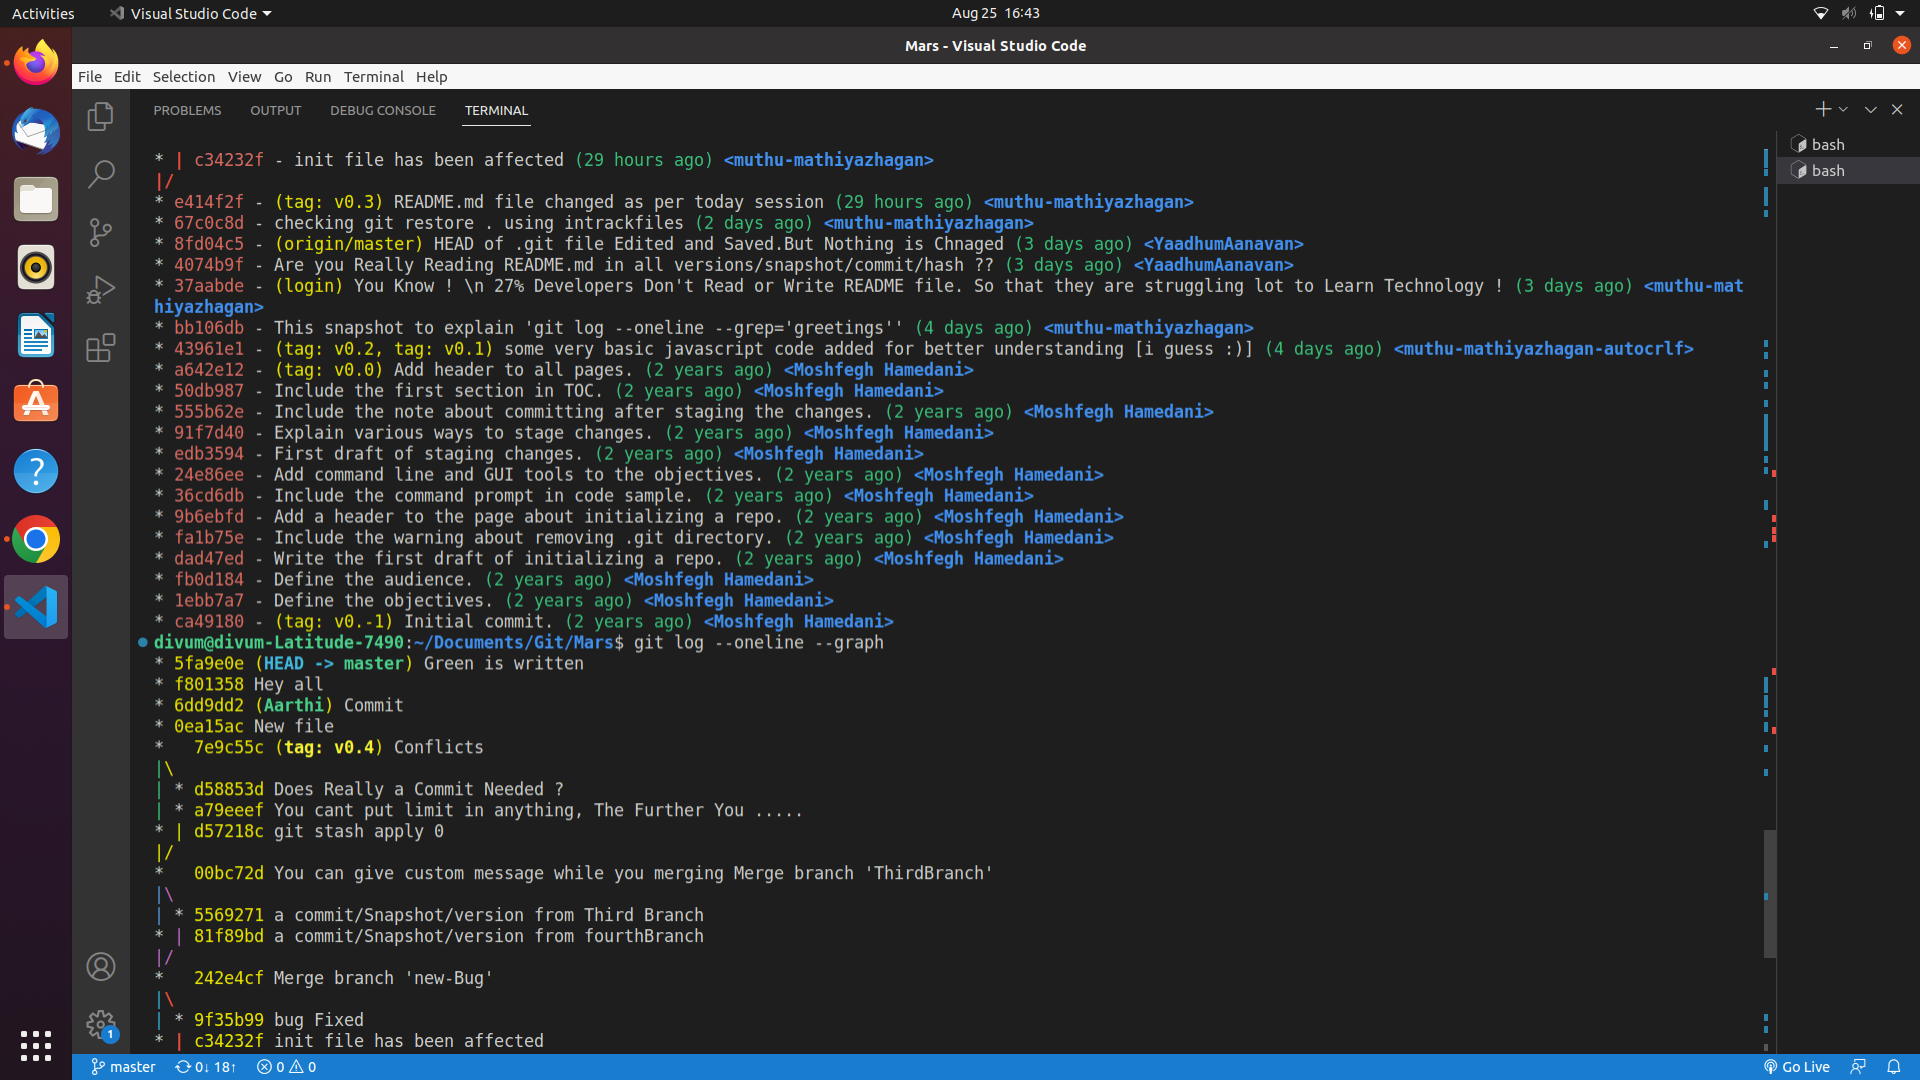 Activities Visual Studio Code Aug 25 16:43
Mars - Visual Studio Code
File Edit Selection View Go Run Terminal Help
PROBLEMS OUTPUT DEBUG CONSOLE TERMINAL
* | c34232f - init file has been affected (29 hours ago) <muthu-mathiyazhagan>
|/
* e414f2f - (tag: v0.3) README.md file changed as per today session (29 hours ago) <muthu-mathiyazhagan>
* 67c0c8d - checking git restore . using intrackfiles (2 days ago) <muthu-mathiyazhagan>
* 8fd04c5 - (origin/master) HEAD of .git file Edited and Saved.But Nothing is Chnaged (3 days ago) <YaadhumAanavan>
* 4074b9f - Are you Really Reading README.md in all versions/snapshot/commit/hash ?? (3 days ago) <YaadhumAanavan>
* 37aabde - (login) You Know ! \n 27% Developers Don't Read or Write README file. So that they are struggling lot to Learn Technology ! (3 days ago) <muthu-mat
hiyazhagan>
* bb106db - This snapshot to explain 'git log --oneline --grep='greetings'' (4 days ago) <muthu-mathiyazhagan>
* 43961e1 - (tag: v0.2, tag: v0.1) some very basic javascript code added for better understanding [i guess :)] (4 days ago) <muthu-mathiyazhagan-autocrlf>
* a642e12 - (tag: v0.0) Add header to all pages. (2 years ago) <Moshfegh Hamedani>
* 50db987 - Include the first section in TOC. (2 years ago) <Moshfegh Hamedani>
* 555b62e - Include the note about committing after staging the changes. (2 years ago) <Moshfegh Hamedani>
* 91f7d40 - Explain various ways to stage changes. (2 years ago) <Moshfegh Hamedani>
* edb3594 - First draft of staging changes. (2 years ago) <Moshfegh Hamedani>
* 24e86ee - Add command line and GUI tools to the objectives. (2 years ago) <Moshfegh Hamedani>
* 36cd6db - Include the command prompt in code sample. (2 years ago) <Moshfegh Hamedani>
* 9b6ebfd - Add a header to the page about initializing a repo. (2 years ago) <Moshfegh Hamedani>
* fa1b75e - Include the warning about removing .git directory. (2 years ago) <Moshfegh Hamedani>
* dad47ed - Write the first draft of initializing a repo. (2 years ago) <Moshfegh Hamedani>
* fb0d184 - Define the audience. (2 years ago) <Moshfegh Hamedani>
* 1ebb7a7 - Define the objectives. (2 years ago) <Moshfegh Hamedani>
* ca49180 - (tag: v0.-1) Initial commit. (2 years ago) <Moshfegh Hamedani>
divum@divum-Latitude-7490:~/Documents/Git/Mars$ git log --oneline --graph
* 5fa9e0e (HEAD -> master) Green is written
* f801358 Hey all
* 6dd9dd2 (Aarthi) Commit
* 0ea15ac New file
*   7e9c55c (tag: v0.4) Conflicts
|\
| * d58853d Does Really a Commit Needed ?
| * a79eeef You cant put limit in anything, The Further You .....
* | d57218c git stash apply 0
|/
*   00bc72d You can give custom message while you merging Merge branch 'ThirdBranch'
|\
| * 5569271 a commit/Snapshot/version from Third Branch
* | 81f89bd a commit/Snapshot/version from fourthBranch
|/
*   242e4cf Merge branch 'new-Bug'
|\
| * 9f35b99 bug Fixed
* | c34232f init file has been affected
bash
bash
1
master 0↓ 18↑ 0 0 Go Live